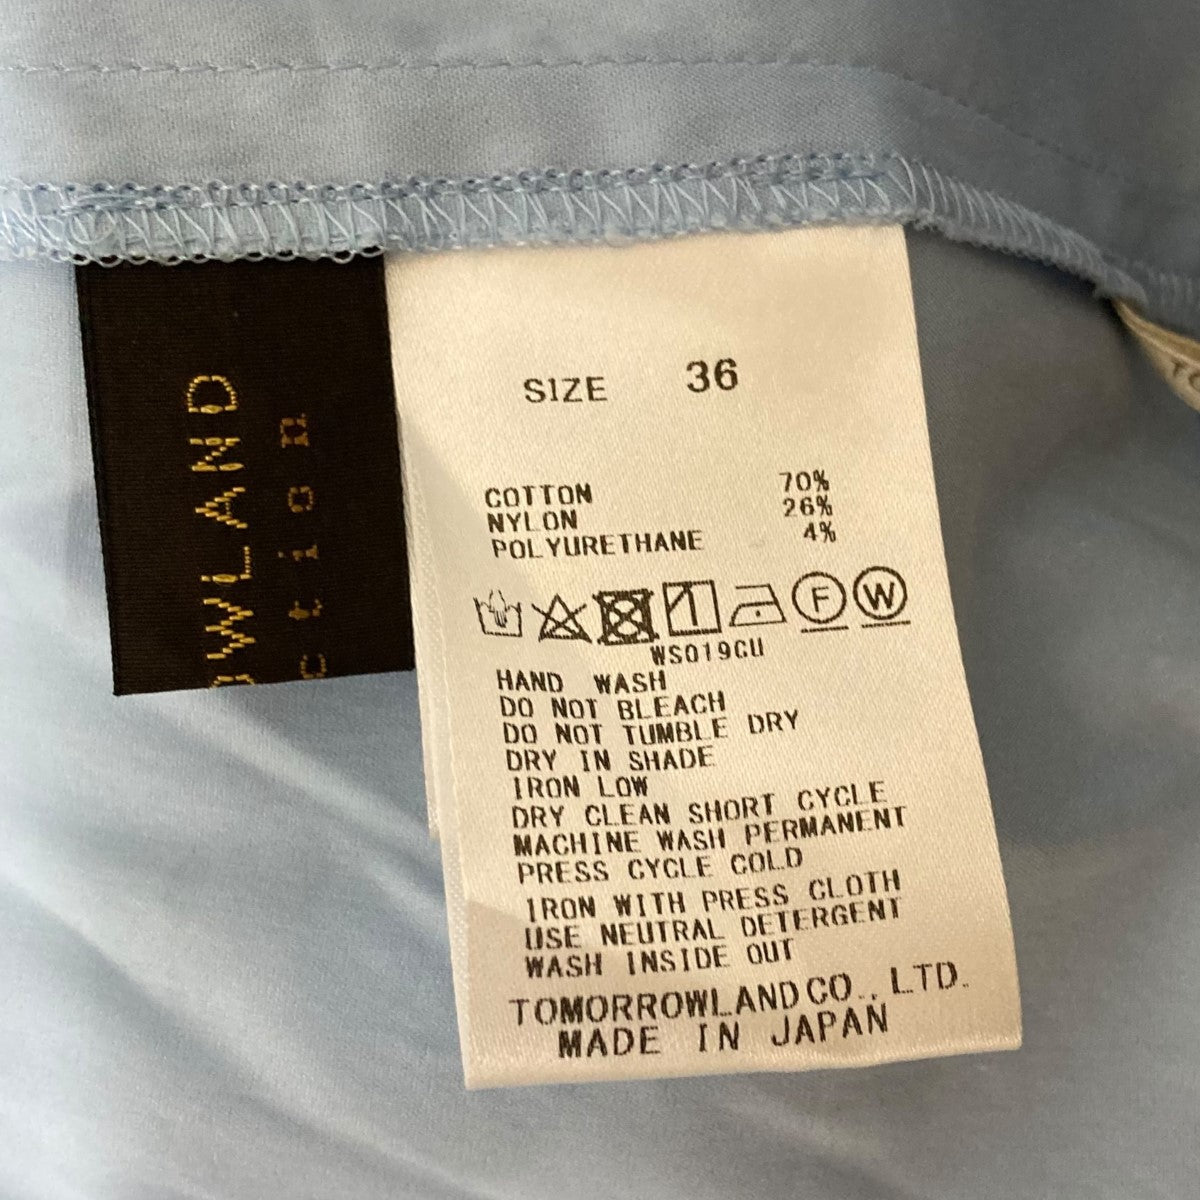 OWLAND
ction
SIZE 36
COTTON 70%
NYLON 26%
POLYURETHANE 4%
F W
WS019CU
HAND WASH
DO NOT BLEACH
DO NOT TUMBLE DRY
DRY IN SHADE
IRON LOW
DRY CLEAN SHORT CYCLE
MACHINE WASH PERMANENT
PRESS CYCLE COLD
IRON WITH PRESS CLOTH
USE NEUTRAL DETERGENT
WASH INSIDE OUT
TOMORROWLAND CO., LTD.
MADE IN JAPAN